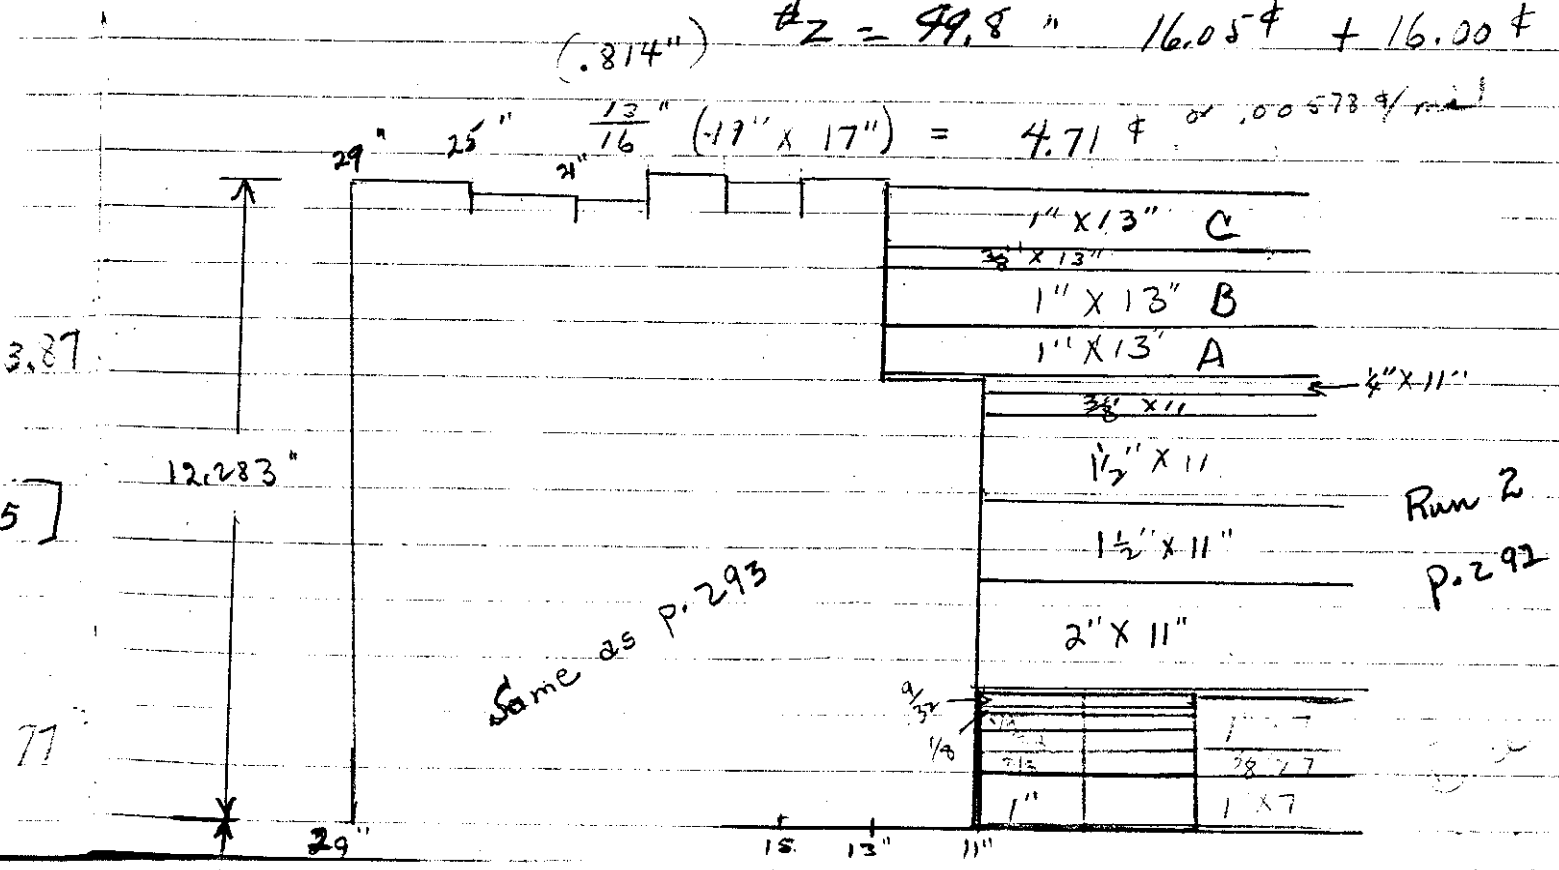 #2 = 99.8 " 16.05¢ + 16.00¢
(.814")
13/16" (19" X 17") = 4.71¢ or .00578¢/mil
29" 25" 21"
1" X 13" C
3/8" X 13"
1" X 13" B
3.87
1" X 13" A
1/4" X 11"
3/8 X 11
1 1/2" X 11
12.283"
Run 2
5]
1 1/2" X 11"
p. 292
Same as p. 293
2" X 11"
9/32
1/8
77
1" 1 X 7
29" 15 13" 11"